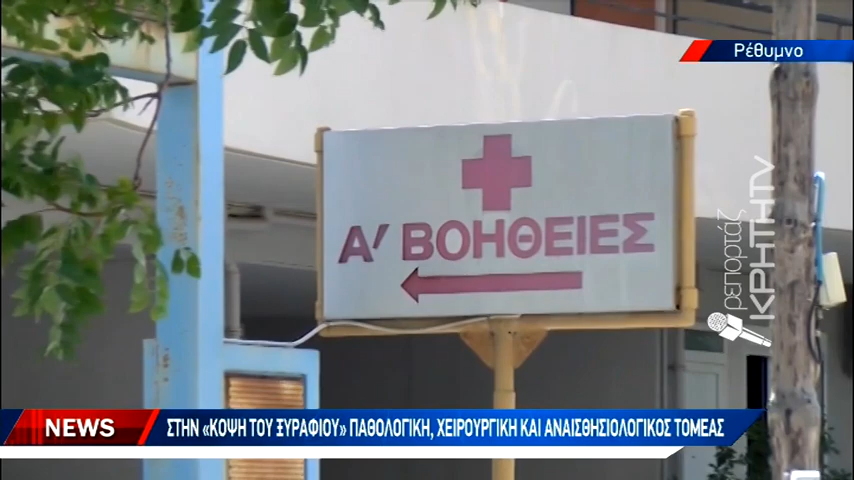 Ρέθυμνο
Α' ΒΟΗΘΕΙΕΣ
ρεπορτάζ
ΚΡΗΤΗTV
NEWS
ΣΤΗΝ «ΚΟΨΗ ΤΟΥ ΞΥΡΑΦΙΟΥ» ΠΑΘΟΛΟΓΙΚΗ, ΧΕΙΡΟΥΡΓΙΚΗ ΚΑΙ ΑΝΑΙΣΘΗΣΙΟΛΟΓΙΚΟΣ ΤΟΜΕΑΣ